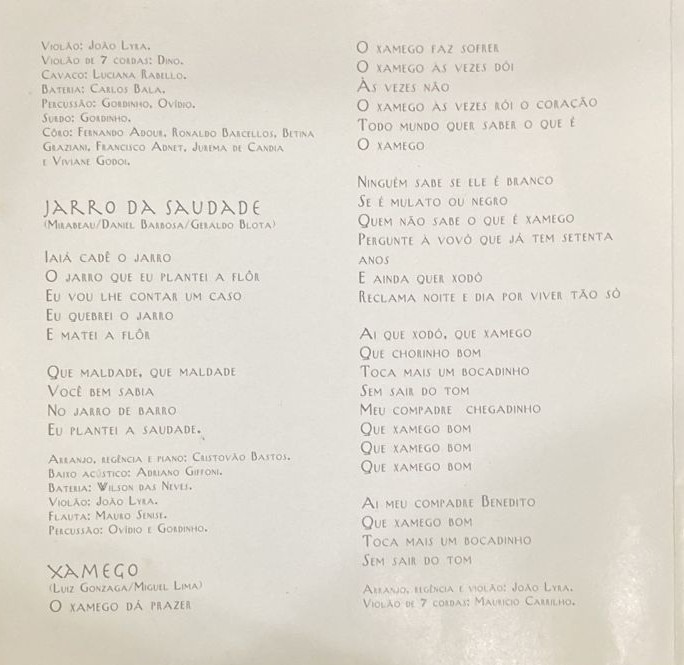 Violão: João Lyra.
Violão de 7 cordas: Dino.
Cavaco: Luciana Rabello.
Bateria: Carlos Bala.
Percussão: Gordinho, Ovídio.
Surdo: Gordinho.
Côro: Fernando Adour, Ronaldo Barcellos, Betina
Graziani, Francisco Adnet, Jurema de Candia
e Viviane Godoi.
JARRO DA SAUDADE
(Mirabeau/Daniel Barbosa/Geraldo Blota)
Iaiá cadê o jarro
O jarro que eu plantei a flôr
Eu vou lhe contar um caso
Eu quebrei o jarro
E matei a flôr
Que maldade, que maldade
Você bem sabia
No jarro de barro
Eu plantei a saudade.
Arranjo, regência e piano: Cristovão Bastos.
Baixo acústico: Adriano Giffoni.
Bateria: Wilson das Neves.
Violão: João Lyra.
Flauta: Mauro Senise.
Percussão: Ovídio e Gordinho.
XAMEGO
(Luiz Gonzaga/Miguel Lima)
O xamego dá prazer
O xamego faz sofrer
O xamego às vezes dói
Às vezes não
O xamego às vezes rói o coração
Todo mundo quer saber o que é
O xamego
Ninguém sabe se ele é branco
Se é mulato ou negro
Quem não sabe o que é xamego
Pergunte à vovó que já tem setenta
anos
E ainda quer xodó
Reclama noite e dia por viver tão só
Ai que xodó, que xamego
Que chorinho bom
Toca mais um bocadinho
Sem sair do tom
Meu compadre chegadinho
Que xamego bom
Que xamego bom
Que xamego bom
Ai meu compadre Benedito
Que xamego bom
Toca mais um bocadinho
Sem sair do tom
Arranjo, regência e violão: João Lyra.
Violão de 7 cordas: Mauricio Carrilho.